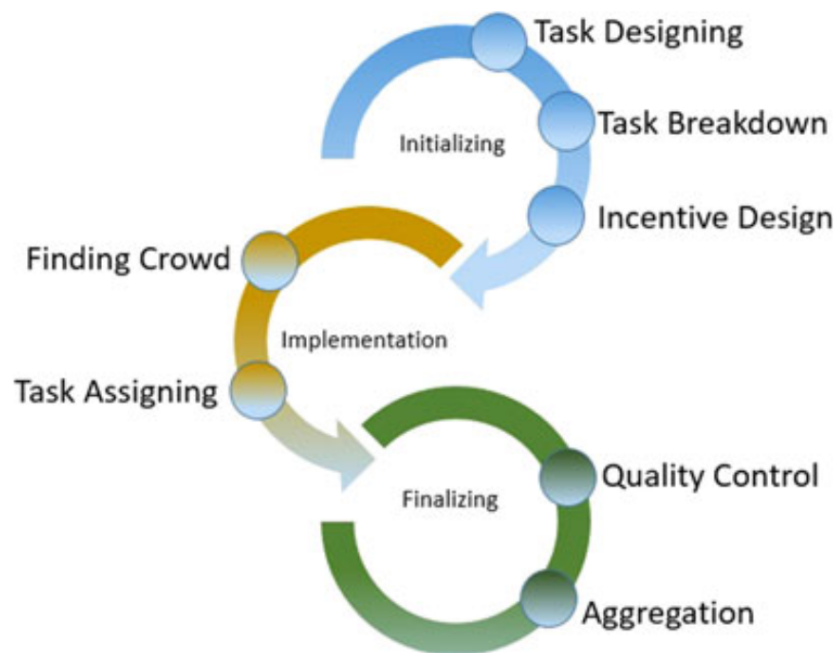 Task Designing
Task Breakdown
Initializing
Incentive Design
Finding Crowd
Implementation
Task Assigning
Quality Control
Finalizing
Aggregation